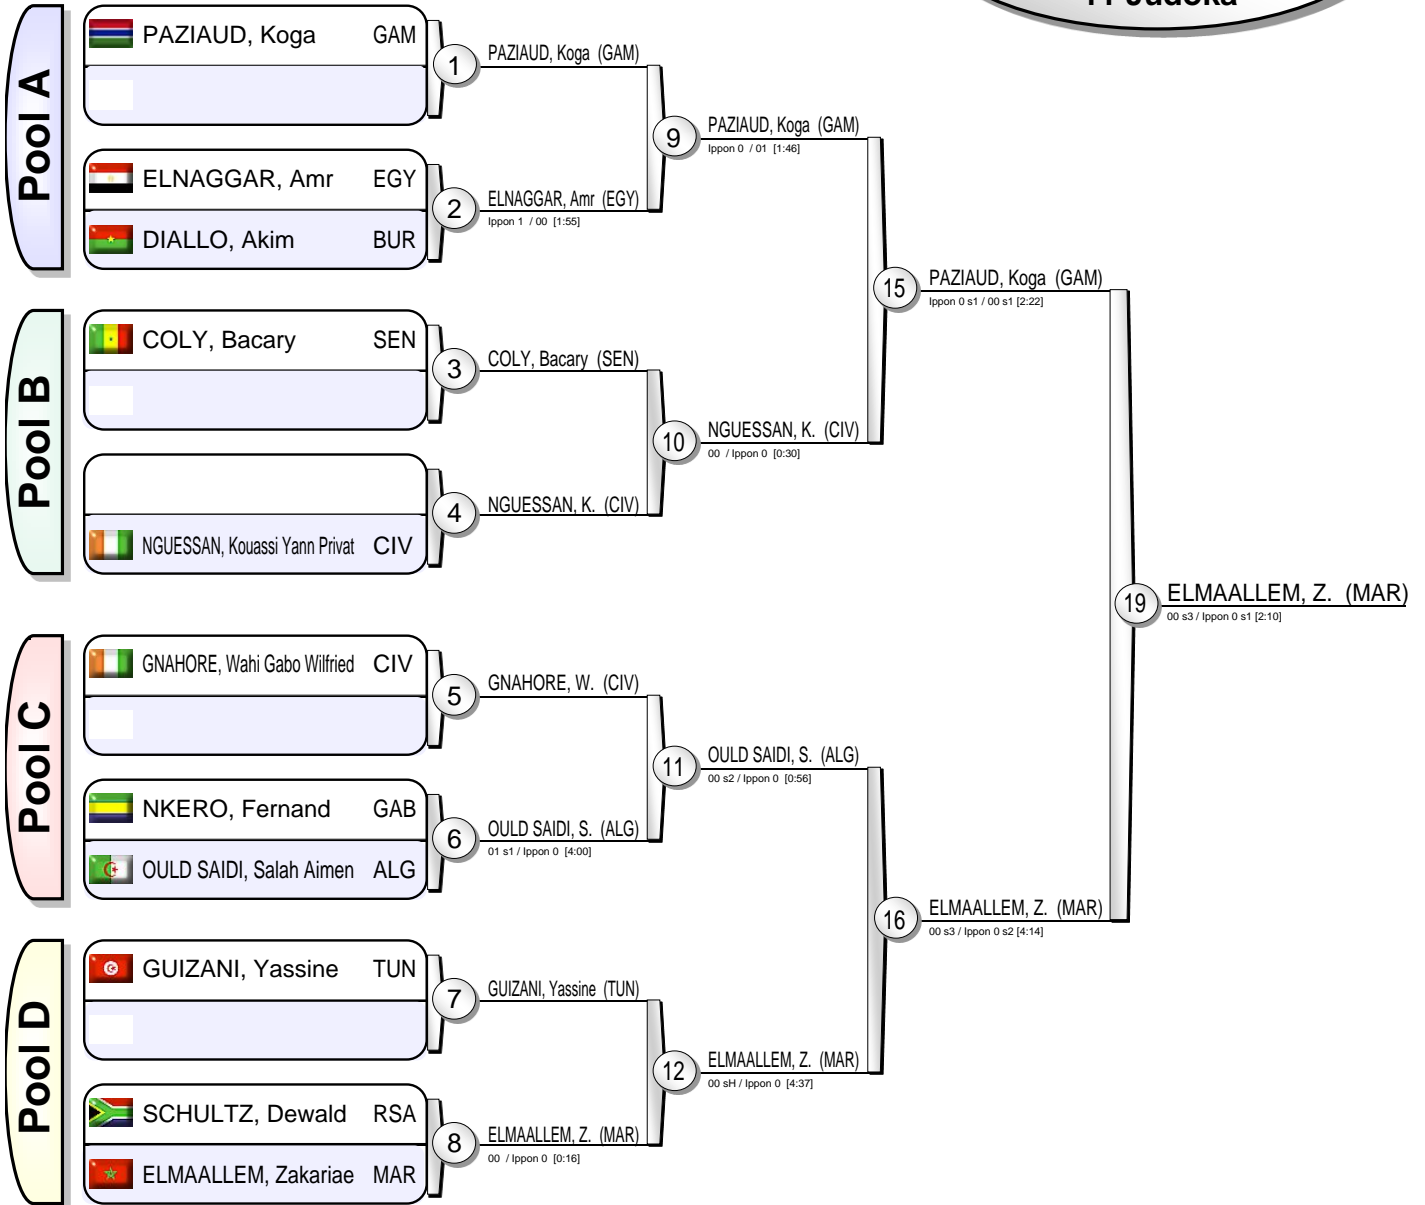 11 Judoka
Pool A
PAZIAUD, Koga GAM
ELNAGGAR, Amr EGY
DIALLO, Akim BUR
Pool B
COLY, Bacary SEN
NGUESSAN, Kouassi Yann Privat CIV
Pool C
GNAHORE, Wahi Gabo Wilfried CIV
NKERO, Fernand GAB
OULD SAIDI, Salah Aimen ALG
Pool D
GUIZANI, Yassine TUN
SCHULTZ, Dewald RSA
ELMAALLEM, Zakariae MAR
1
PAZIAUD, Koga (GAM)
2
ELNAGGAR, Amr (EGY)
Ippon 1 / 00 [1:55]
3
COLY, Bacary (SEN)
4
NGUESSAN, K. (CIV)
5
GNAHORE, W. (CIV)
6
OULD SAIDI, S. (ALG)
01 s1 / Ippon 0 [4:00]
7
GUIZANI, Yassine (TUN)
8
ELMAALLEM, Z. (MAR)
00 / Ippon 0 [0:16]
9
PAZIAUD, Koga (GAM)
Ippon 0 / 01 [1:46]
10
NGUESSAN, K. (CIV)
00 / Ippon 0 [0:30]
11
OULD SAIDI, S. (ALG)
00 s2 / Ippon 0 [0:56]
12
ELMAALLEM, Z. (MAR)
00 sH / Ippon 0 [4:37]
15
PAZIAUD, Koga (GAM)
Ippon 0 s1 / 00 s1 [2:22]
16
ELMAALLEM, Z. (MAR)
00 s3 / Ippon 0 s2 [4:14]
19
ELMAALLEM, Z. (MAR)
00 s3 / Ippon 0 s1 [2:10]